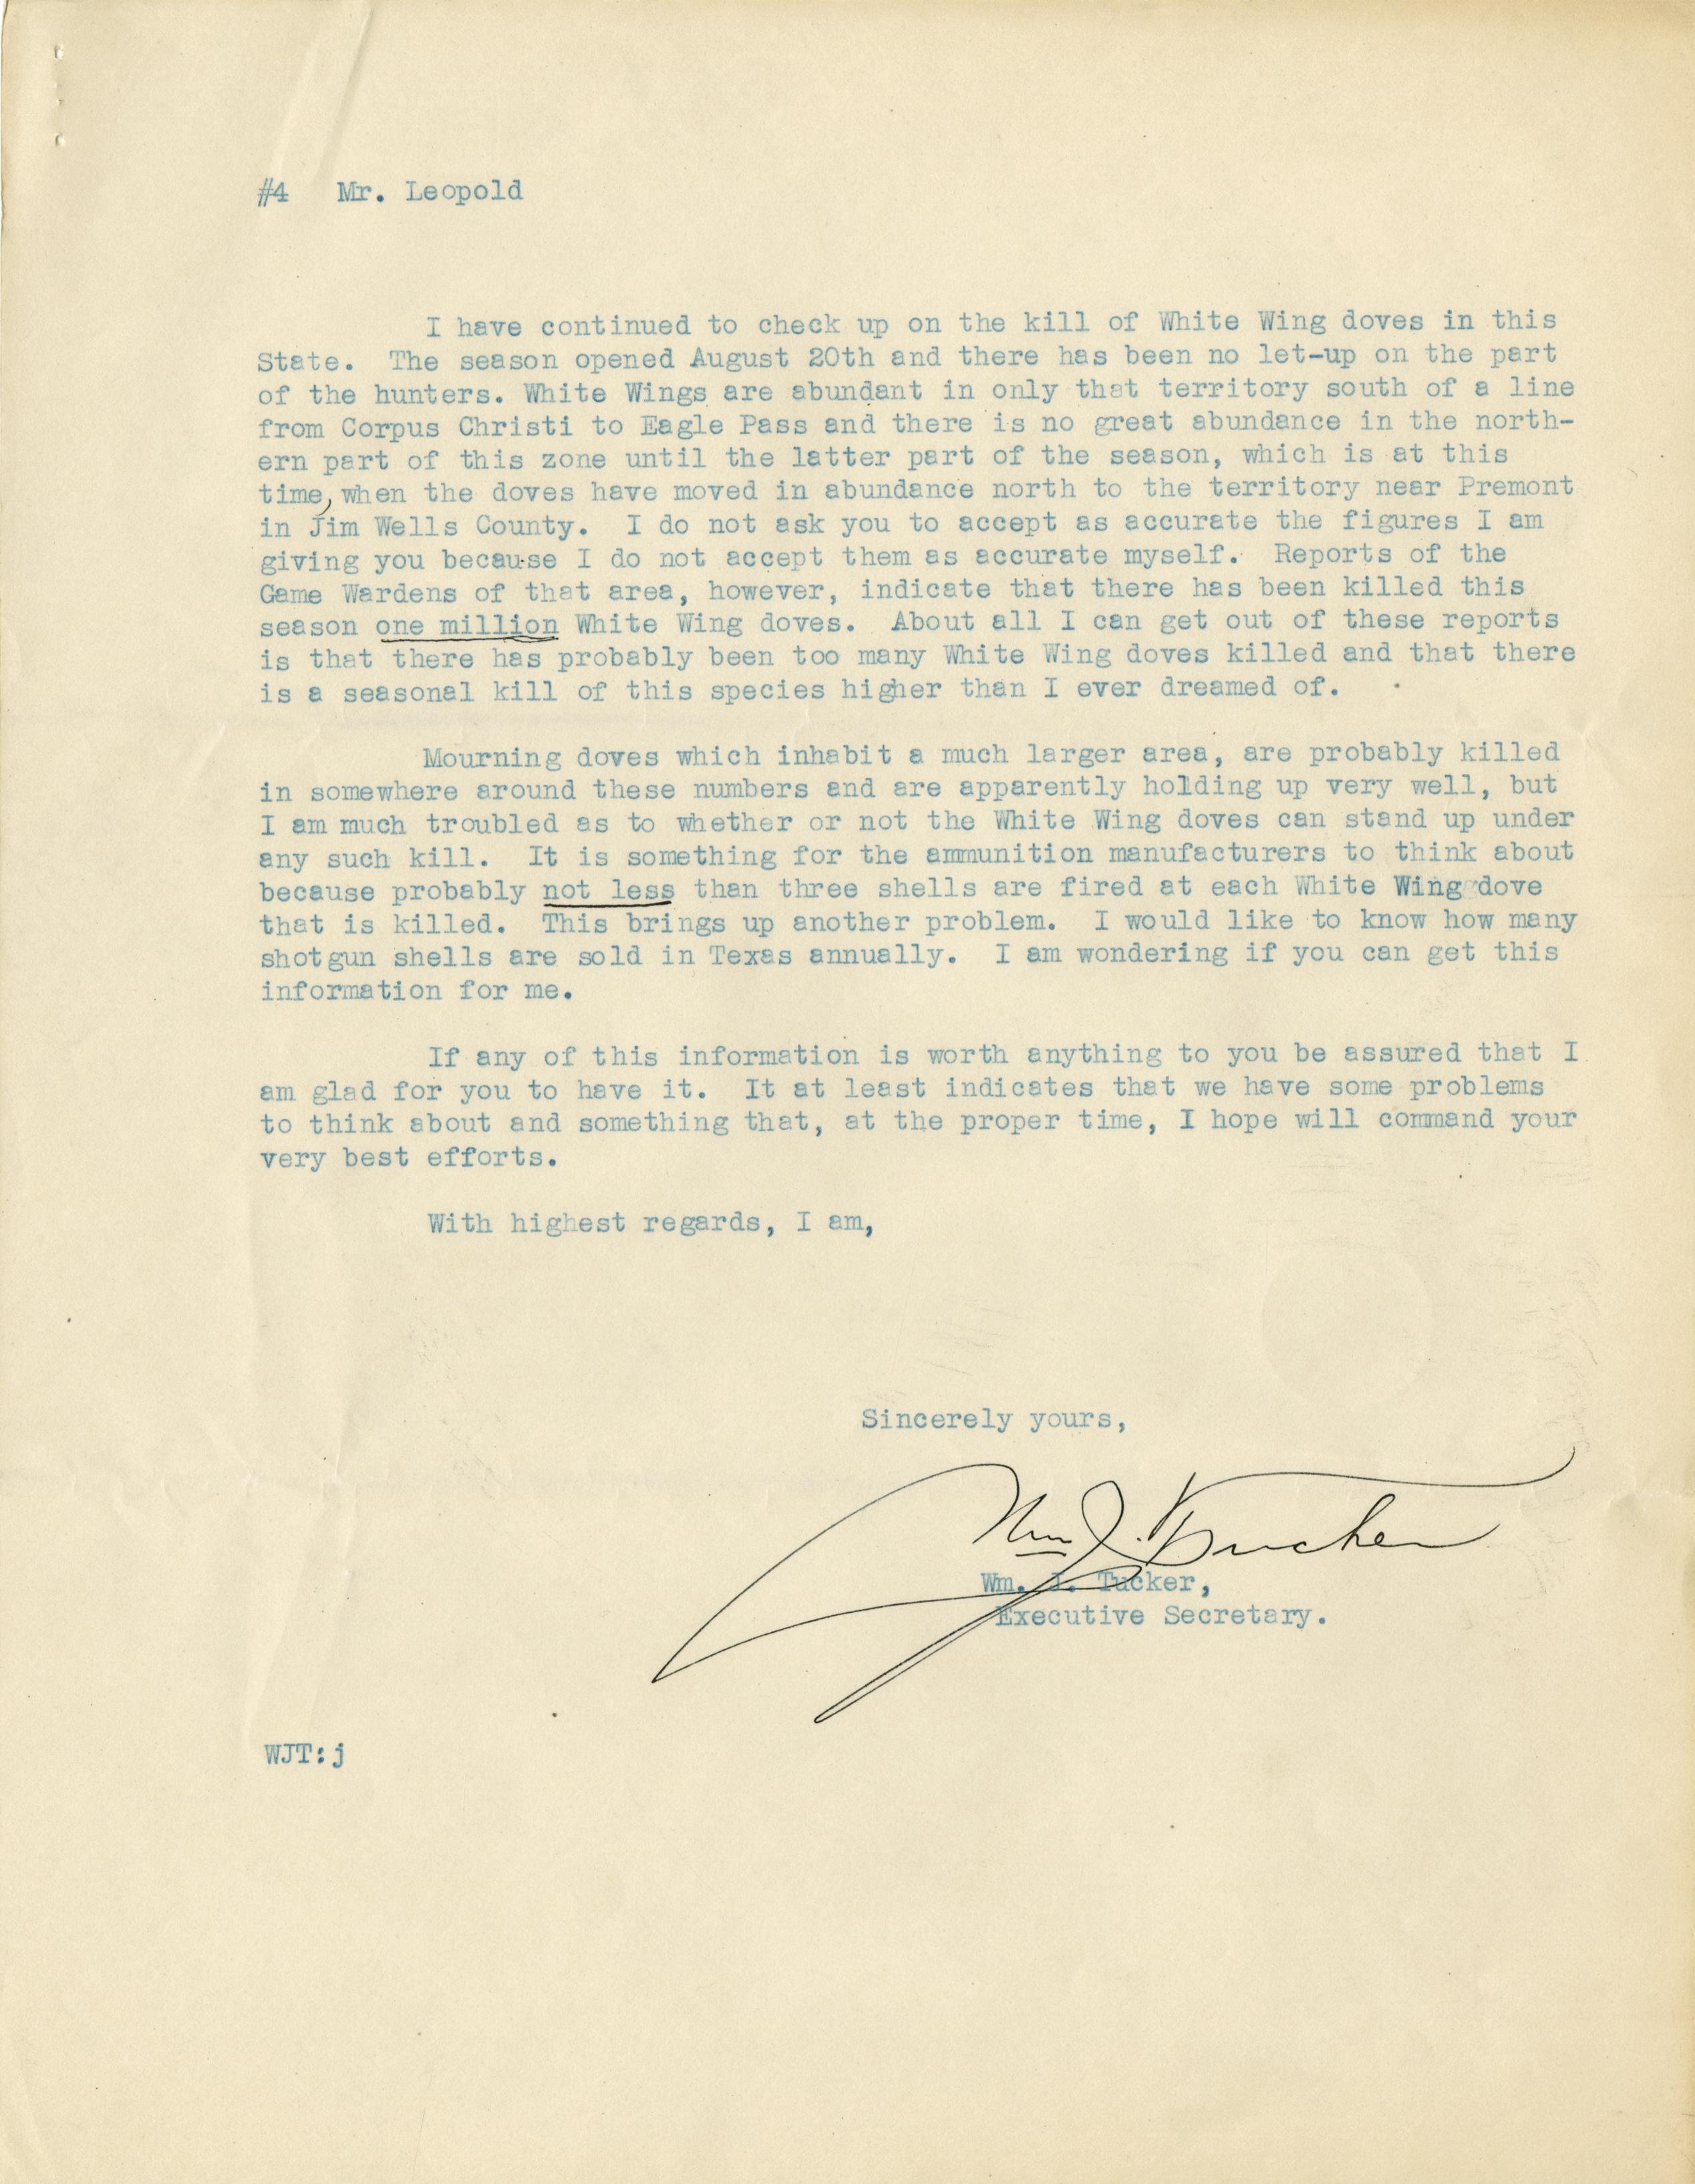 #4 Mr. Leopold
I have continued to check up on the kill of White Wing doves in this
State. The season opened August 20th and there has been no let-up on the part
of the hunters. White Wings are abundant in only that territory south of a line
from Corpus Christi to Eagle Pass and there is no great abundance in the north-
ern part of this zone until the latter part of the season, which is at this
time, when the doves have moved in abundance north to the territory near Premont
in Jim Wells County. I do not ask you to accept as accurate the figures I am
giving you because I do not accept them as accurate myself. Reports of the
Game Wardens of that area, however, indicate that there has been killed this
season one million White Wing doves. About all I can get out of these reports
is that there has probably been too many White Wing doves killed and that there
is a seasonal kill of this species higher than I ever dreamed of.
Mourning doves which inhabit a much larger area, are probably killed
in somewhere around these numbers and are apparently holding up very well, but
I am much troubled as to whether or not the White Wing doves can stand up under
any such kill. It is something for the ammunition manufacturers to think about
because probably not less than three shells are fired at each White Wing dove
that is killed. This brings up another problem. I would like to know how many
shotgun shells are sold in Texas annually. I am wondering if you can get this
information for me.
If any of this information is worth anything to you be assured that I
am glad for you to have it. It at least indicates that we have some problems
to think about and something that, at the proper time, I hope will command your
very best efforts.
With highest regards, I am,
Sincerely yours,
Wm J. Tucker
Wm. J. Tucker,
Executive Secretary.
WJT:j